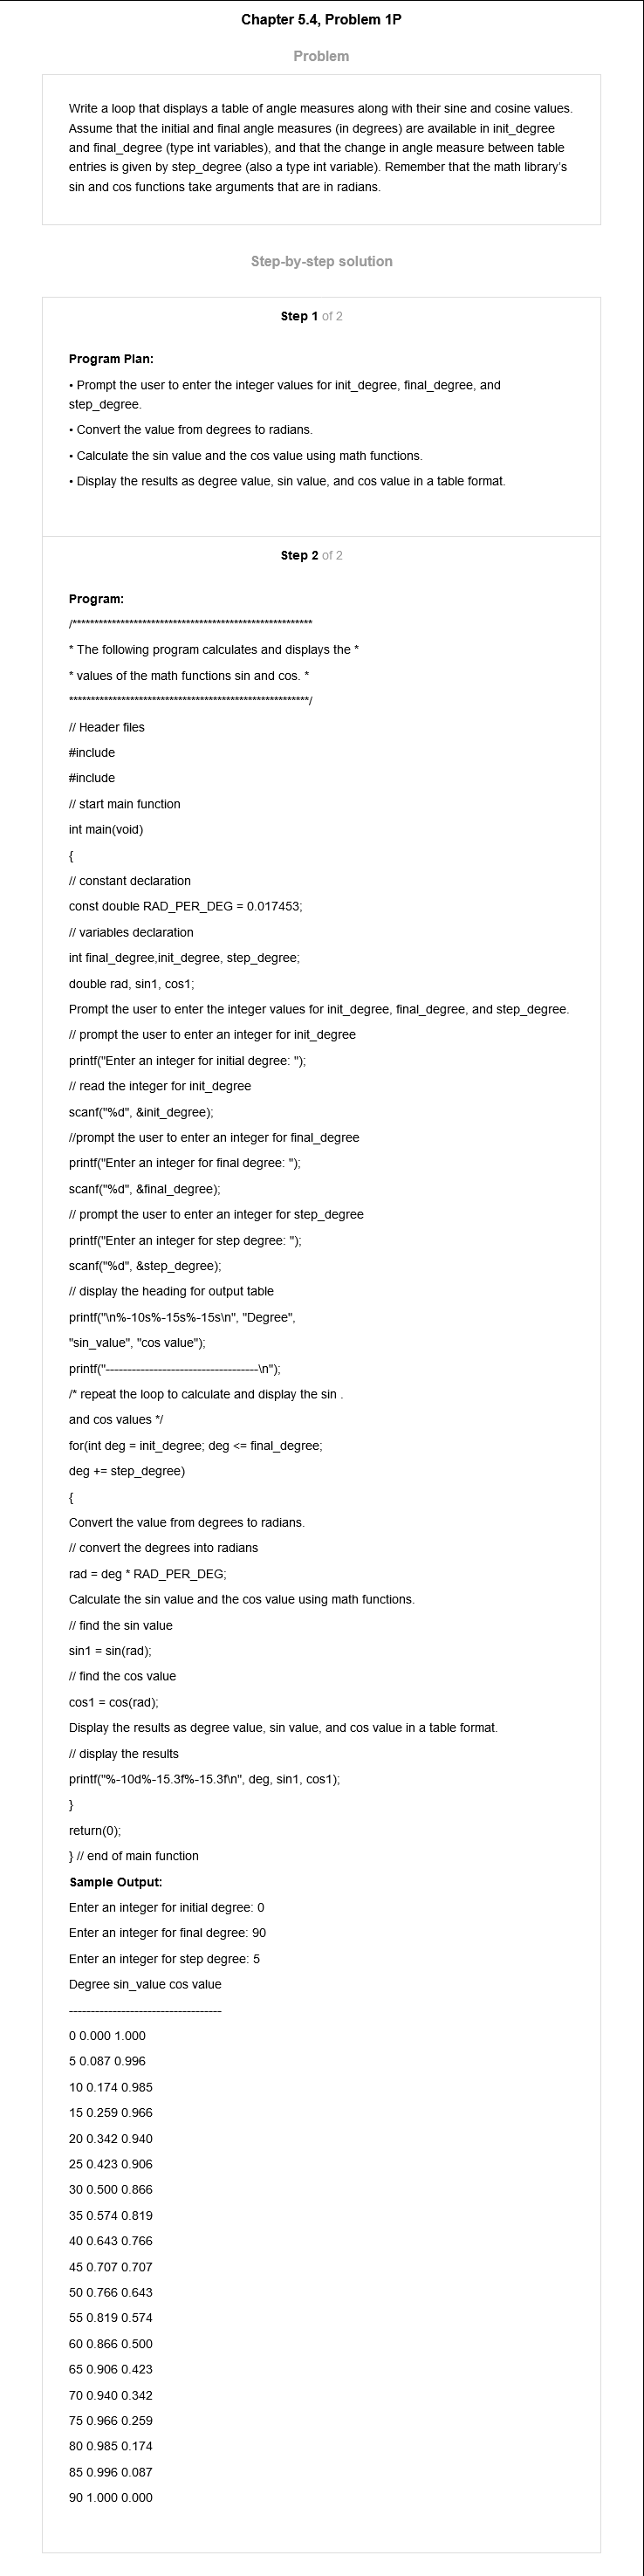 Chapter 5.4, Problem 1P
Problem
Write a loop that displays a table of angle measures along with their sine and cosine values.
Assume that the initial and final angle measures (in degrees) are available in init_degree
and final_degree (type int variables), and that the change in angle measure between table
entries is given by step_degree (also a type int variable). Remember that the math library's
sin and cos functions take arguments that are in radians.
Step-by-step solution
Step 1 of 2
Program Plan:
• Prompt the user to enter the integer values for init_degree, final_degree, and
step_degree.
• Convert the value from degrees to radians.
• Calculate the sin value and the cos value using math functions.
• Display the results as degree value, sin value, and cos value in a table format.
Step 2 of 2
Program:
/*******************************************************
* The following program calculates and displays the *
* values of the math functions sin and cos. *
*******************************************************/
// Header files
#include
#include
// start main function
int main(void)
{
// constant declaration
const double RAD_PER_DEG = 0.017453;
// variables declaration
int final_degree,init_degree, step_degree;
double rad, sin1, cos1;
Prompt the user to enter the integer values for init_degree, final_degree, and step_degree.
// prompt the user to enter an integer for init_degree
printf("Enter an integer for initial degree: ");
// read the integer for init_degree
scanf("%d", &init_degree);
//prompt the user to enter an integer for final_degree
printf("Enter an integer for final degree: ");
scanf("%d", &final_degree);
// prompt the user to enter an integer for step_degree
printf("Enter an integer for step degree: ");
scanf("%d", &step_degree);
// display the heading for output table
printf("\n%-10s%-15s%-15s\n", "Degree",
"sin_value", "cos value");
printf("-----------------------------------\n");
/* repeat the loop to calculate and display the sin .
and cos values */
for(int deg = init_degree; deg <= final_degree;
deg += step_degree)
{
Convert the value from degrees to radians.
// convert the degrees into radians
rad = deg * RAD_PER_DEG;
Calculate the sin value and the cos value using math functions.
// find the sin value
sin1 = sin(rad);
// find the cos value
cos1 = cos(rad);
Display the results as degree value, sin value, and cos value in a table format.
// display the results
printf("%-10d%-15.3f%-15.3f\n", deg, sin1, cos1);
}
return(0);
} // end of main function
Sample Output:
Enter an integer for initial degree: 0
Enter an integer for final degree: 90
Enter an integer for step degree: 5
Degree sin_value cos value
-----------------------------------
0 0.000 1.000
5 0.087 0.996
10 0.174 0.985
15 0.259 0.966
20 0.342 0.940
25 0.423 0.906
30 0.500 0.866
35 0.574 0.819
40 0.643 0.766
45 0.707 0.707
50 0.766 0.643
55 0.819 0.574
60 0.866 0.500
65 0.906 0.423
70 0.940 0.342
75 0.966 0.259
80 0.985 0.174
85 0.996 0.087
90 1.000 0.000